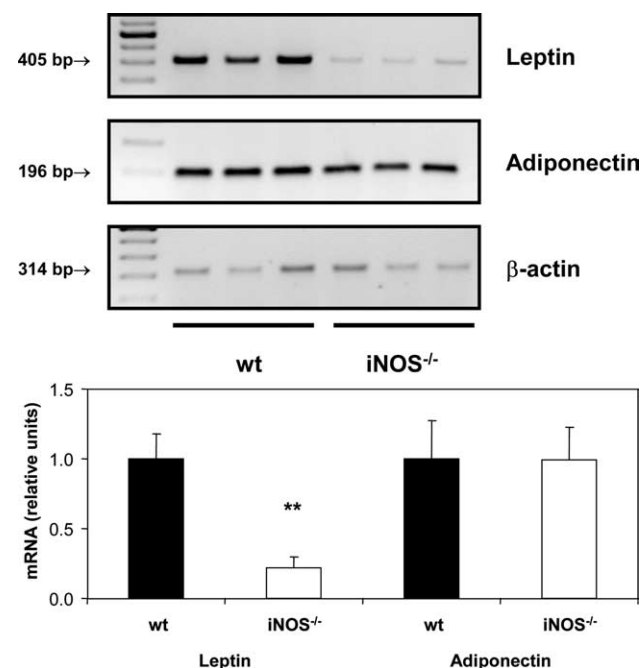 405 bp→ Leptin
196 bp→ Adiponectin
314 bp→ β-actin
wt iNOS-/-
1.5
1.0
0.5
0.0
mRNA (relative units)
**
wt iNOS-/- wt iNOS-/-
Leptin Adiponectin